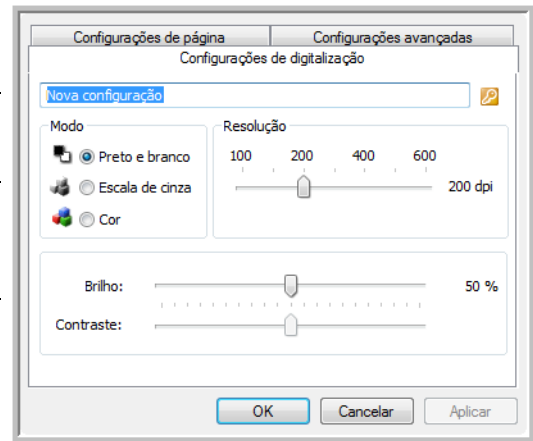 Configurações de página
Configurações avançadas
Configurações de digitalização
Nova configuração
Modo
Preto e branco
Escala de cinza
Cor
Resolução
100 200 400 600
200 dpi
Brilho: 50 %
Contraste:
OK Cancelar Aplicar